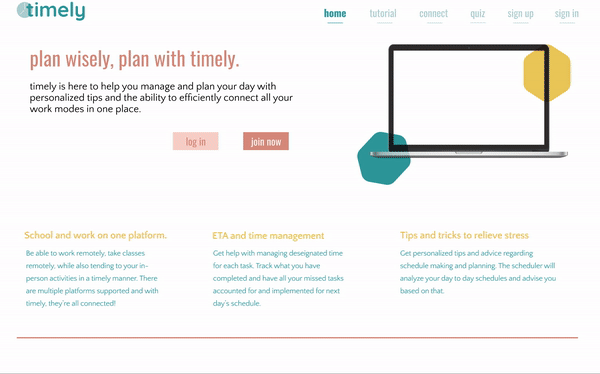 timely
home tutorial connect quiz sign up sign in
plan wisely, plan with timely.
timely is here to help you manage and plan your day with
personalized tips and the ability to efficiently connect all your
work modes in one place.
log in join now
School and work on one platform.
Be able to work remotely, take classes
remotely, while also tending to your in-
person activities in a timely manner. There
are multiple platforms supported and with
timely, they're all connected!
ETA and time management
Get help with managing deseignated time
for each task. Track what you have
completed and have all your missed tasks
accounted for and implemented for next
day's schedule.
Tips and tricks to relieve stress
Get personalized tips and advice regarding
schedule making and planning. The scheduler will
analyze your day to day schedules and advise you
based on that.